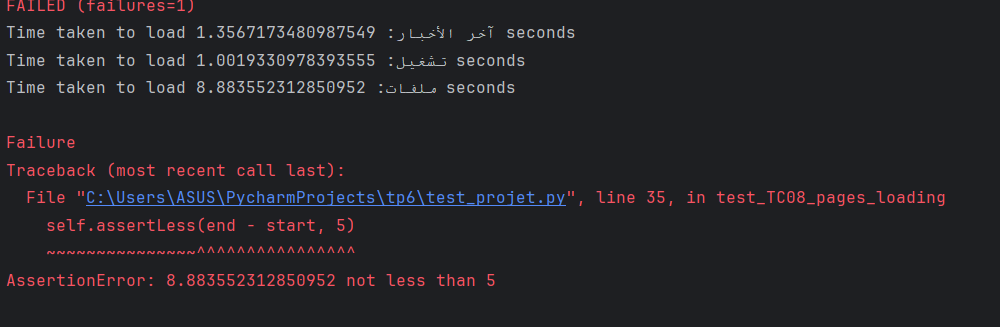 FAILED (failures=1)
Time taken to load آخر الأخبار: 1.3567173480987549 seconds
Time taken to load تشغيل: 1.0019330978393555 seconds
Time taken to load ملفات: 8.883552312850952 seconds
Failure
Traceback (most recent call last):
  File "C:\Users\ASUS\PycharmProjects\tp6\test_projet.py", line 35, in test_TC08_pages_loading
    self.assertLess(end - start, 5)
    ~~~~~~~~~~~~~~~^^^^^^^^^^^^^^^^
AssertionError: 8.883552312850952 not less than 5